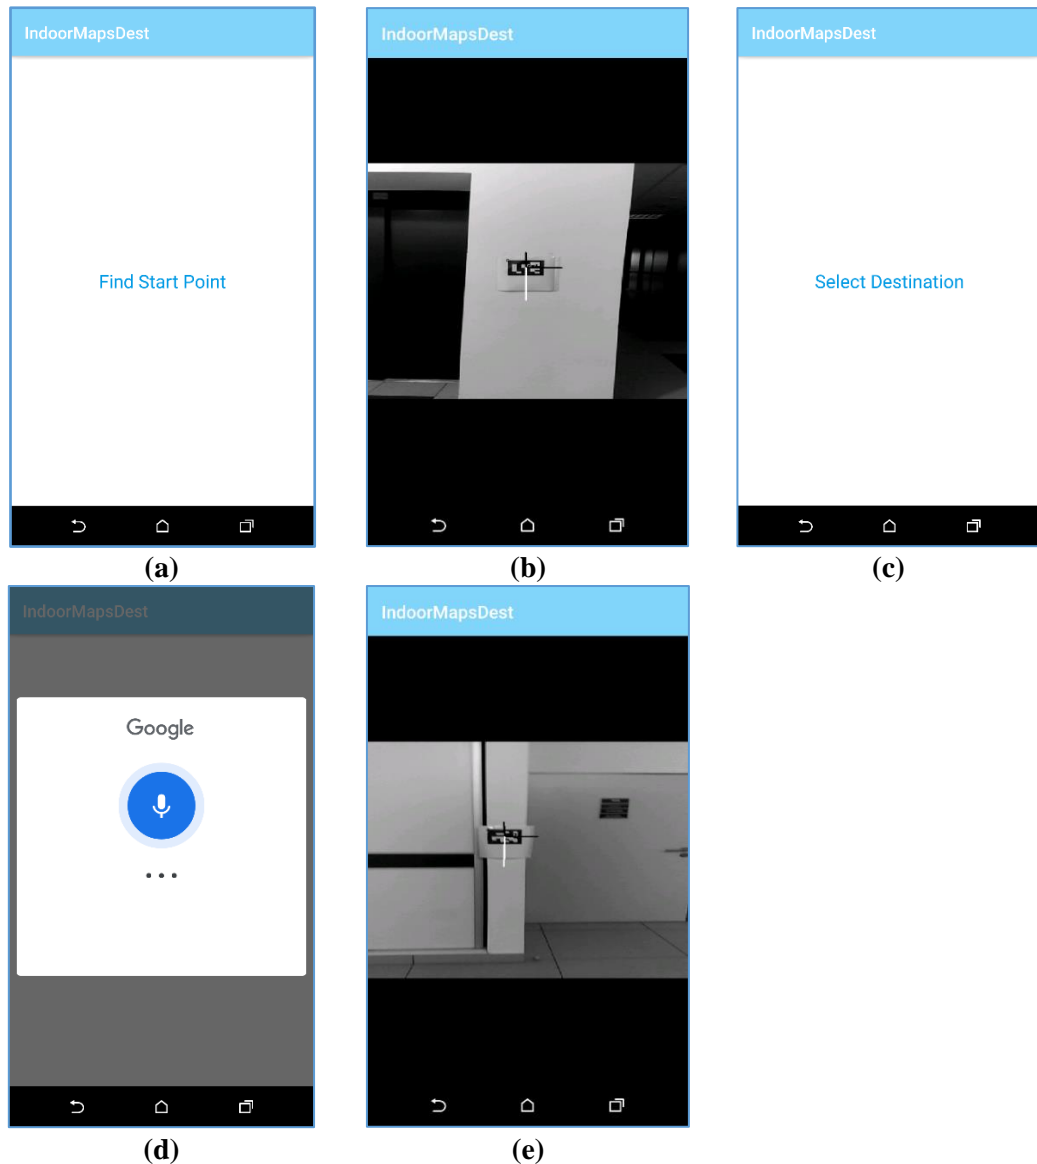 IndoorMapsDest
Find Start Point
(a)
IndoorMapsDest
(b)
IndoorMapsDest
Select Destination
(c)
IndoorMapsDest
Google
(d)
IndoorMapsDest
(e)